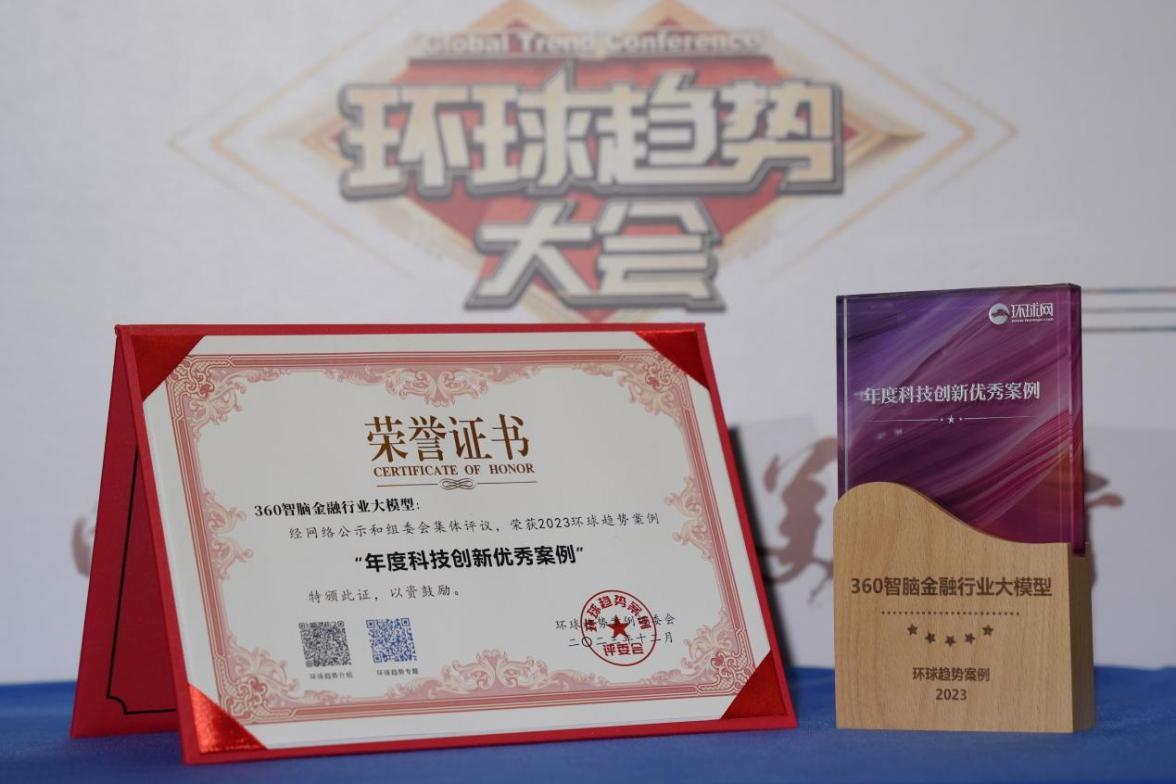 Global Trend Conference
环球趋势
大会
荣誉证书
CERTIFICATE OF HONOR
360智脑金融行业大模型:
经网络公示和组委会集体评议，荣获2023环球趋势案例
“年度科技创新优秀案例”
特颁此证，以资鼓励。
环球趋势案例
评委会
环球趋势介绍
环球趋势专题
环球网
年度科技创新优秀案例
360智脑金融行业大模型
环球趋势案例
2023